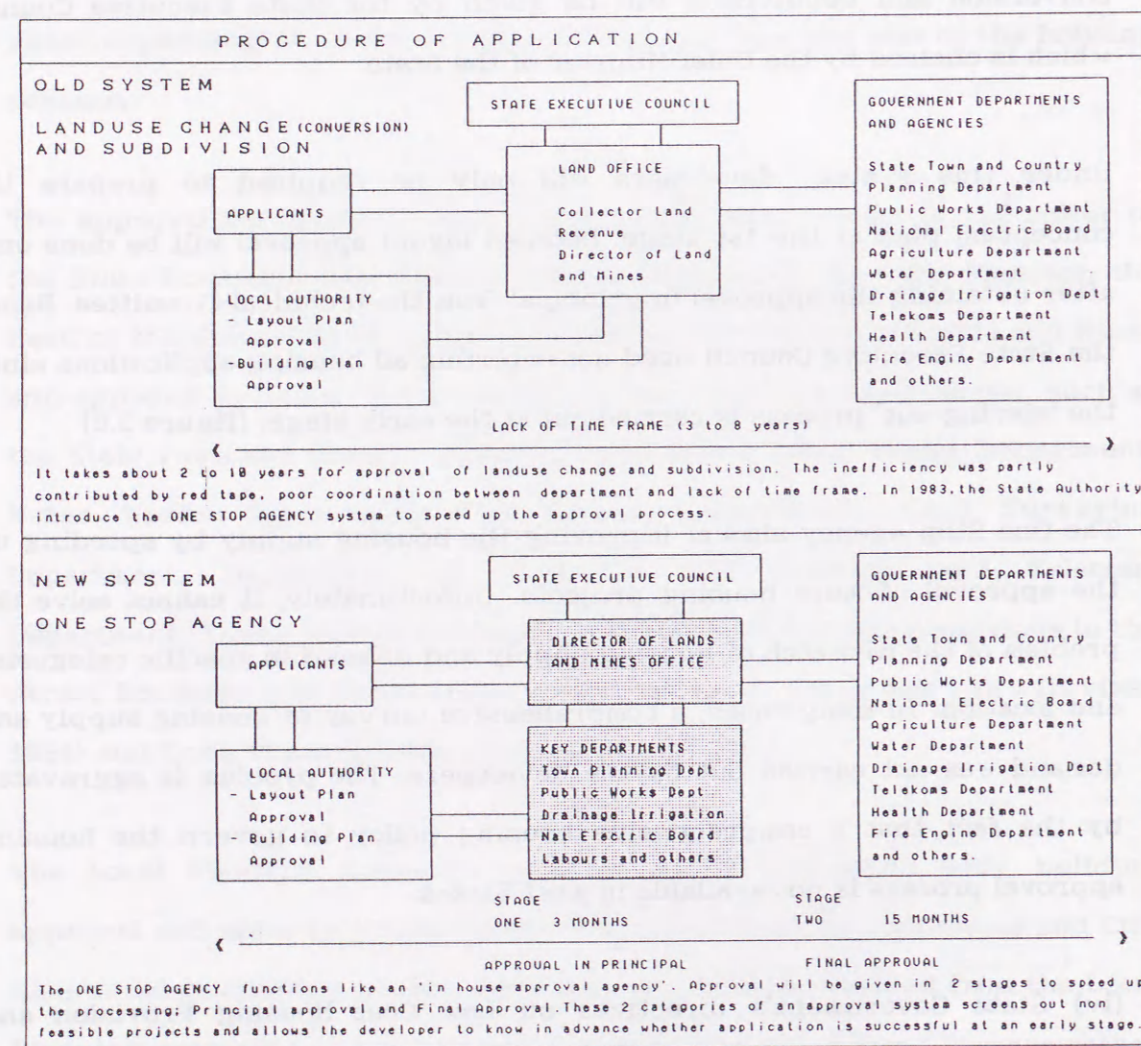 PROCEDURE OF APPLICATION
OLD SYSTEM
LANDUSE CHANGE (CONVERSION)
AND SUBDIVISION
APPLICANTS
LOCAL AUTHORITY
- Layout Plan
Approval
- Building Plan
Approval
STATE EXECUTIVE COUNCIL
LAND OFFICE
Collector Land
Revenue
Director of Land
and Mines
GOVERNMENT DEPARTMENTS
AND AGENCIES
State Town and Country
Planning Department
Public Works Department
National Electric Board
Agriculture Department
Water Department
Drainage Irriation Dept
Telekoms Department
Health Department
Fire Engine Department
and others.
LACK OF TIME FRAME (3 to 8 years)
It takes about 2 to 10 years for approval of landuse change and subdivision. The inefficiency was partly
contributed by red tape, poor coordination between department and lack of time frame. In 1983, the State Authority
introduce the ONE STOP AGENCY system to speed up the approval process.
NEW SYSTEM
ONE STOP AGENCY
APPLICANTS
LOCAL AUTHORITY
- Layout Plan
Approval
- Building Plan
Approval
STATE EXECUTIVE COUNCIL
DIRECTOR OF LANDS
AND MINES OFFICE
KEY DEPARTMENTS
Town Planning Dept
Public Works Dept
Drainage Irrigation
Nat Electric Board
Labours and others
GOVERNMENT DEPARTMENTS
AND AGENCIES
State Town and Country
Planning Department
Public Works Department
National Electric Board
Agriculture Department
Water Department
Drainage Irriation Dept
Telekoms Department
Health Department
Fire Engine Department
and others.
STAGE
ONE 3 MONTHS
STAGE
TWO 15 MONTHS
APPROVAL IN PRINCIPAL
FINAL APPROVAL
The ONE STOP AGENCY functions like an 'in house approval agency'. Approval will be given in 2 stages to speed up
the processing; Principal approval and Final approval. The system gives an appraisal system to screen out non
feasible projects and allows the developer to know in advance whether application is successful at an early stage.